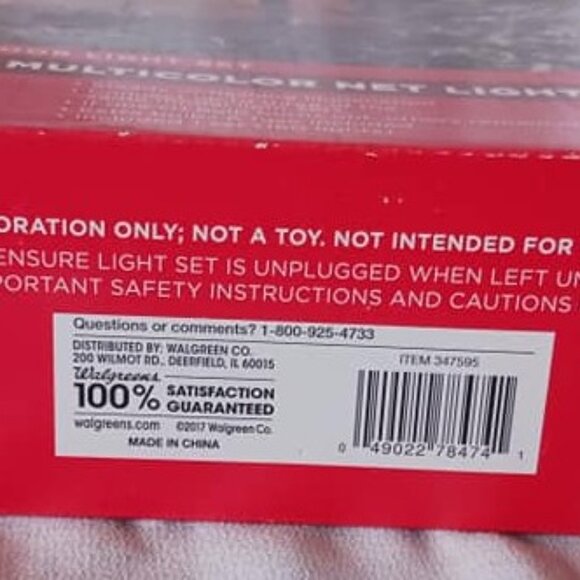 LIGHT SET
MULTICOLOR NET LIGHT
ORATION ONLY; NOT A TOY. NOT INTENDED FOR
ENSURE LIGHT SET IS UNPLUGGED WHEN LEFT UN
PORTANT SAFETY INSTRUCTIONS AND CAUTIONS
Questions or comments? 1-800-925-4733
DISTRIBUTED BY: WALGREEN CO.
200 WILMOT RD., DEERFIELD, IL 60015
Walgreens
100% SATISFACTION GUARANTEED
walgreens.com ©2017 Walgreen Co.
MADE IN CHINA
ITEM 347595
0 49022 78474 1